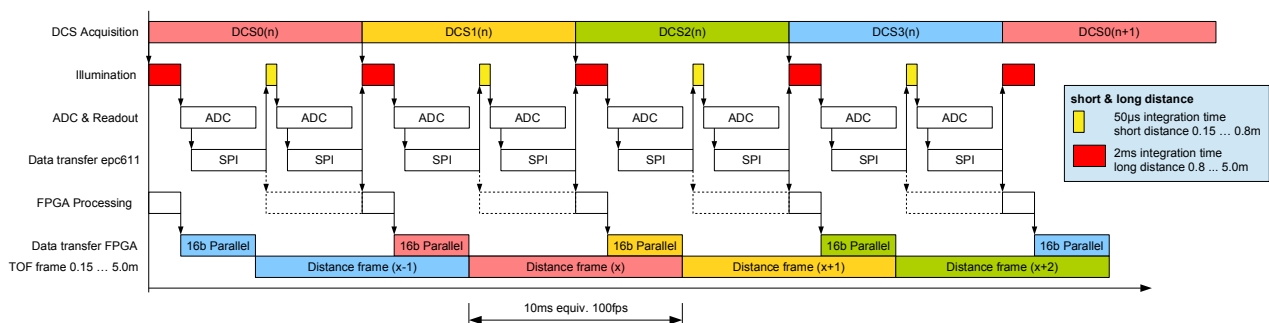 DCS Acquisition
DCS0(n) DCS1(n) DCS2(n) DCS3(n) DCS0(n+1)
Illumination
ADC & Readout
ADC ADC ADC ADC ADC ADC ADC ADC
Data transfer epc611
SPI SPI SPI SPI SPI SPI SPI SPI
FPGA Processing
Data transfer FPGA
16b Parallel 16b Parallel 16b Parallel 16b Parallel 16b Parallel
TOF frame 0.15 … 5.0m
Distance frame (x-1) Distance frame (x) Distance frame (x+1) Distance frame (x+2)
10ms equiv. 100fps
short & long distance
50µs integration time
short distance 0.15 … 0.8m
2ms integration time
long distance 0.8 ... 5.0m